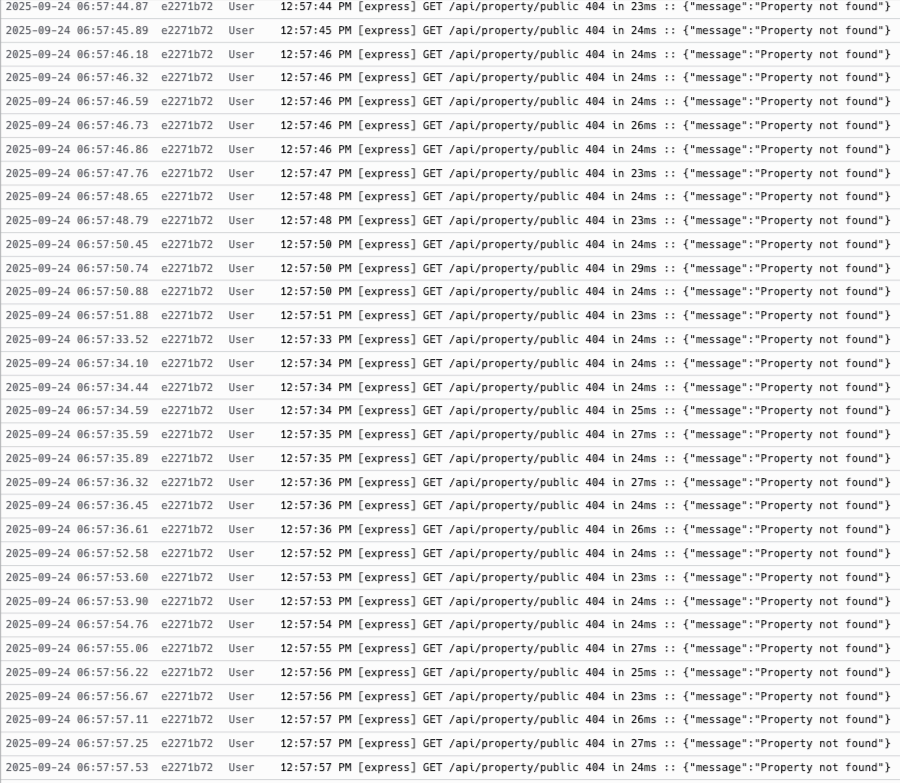 2025-09-24 06:57:44.87 e2271b72 User 12:57:44 PM [express] GET /api/property/public 404 in 23ms :: {"message":"Property not found"}
2025-09-24 06:57:45.89 e2271b72 User 12:57:45 PM [express] GET /api/property/public 404 in 24ms :: {"message":"Property not found"}
2025-09-24 06:57:46.18 e2271b72 User 12:57:46 PM [express] GET /api/property/public 404 in 24ms :: {"message":"Property not found"}
2025-09-24 06:57:46.32 e2271b72 User 12:57:46 PM [express] GET /api/property/public 404 in 24ms :: {"message":"Property not found"}
2025-09-24 06:57:46.59 e2271b72 User 12:57:46 PM [express] GET /api/property/public 404 in 24ms :: {"message":"Property not found"}
2025-09-24 06:57:46.73 e2271b72 User 12:57:46 PM [express] GET /api/property/public 404 in 26ms :: {"message":"Property not found"}
2025-09-24 06:57:46.86 e2271b72 User 12:57:46 PM [express] GET /api/property/public 404 in 24ms :: {"message":"Property not found"}
2025-09-24 06:57:47.76 e2271b72 User 12:57:47 PM [express] GET /api/property/public 404 in 23ms :: {"message":"Property not found"}
2025-09-24 06:57:48.65 e2271b72 User 12:57:48 PM [express] GET /api/property/public 404 in 24ms :: {"message":"Property not found"}
2025-09-24 06:57:48.79 e2271b72 User 12:57:48 PM [express] GET /api/property/public 404 in 23ms :: {"message":"Property not found"}
2025-09-24 06:57:50.45 e2271b72 User 12:57:50 PM [express] GET /api/property/public 404 in 24ms :: {"message":"Property not found"}
2025-09-24 06:57:50.74 e2271b72 User 12:57:50 PM [express] GET /api/property/public 404 in 29ms :: {"message":"Property not found"}
2025-09-24 06:57:50.88 e2271b72 User 12:57:50 PM [express] GET /api/property/public 404 in 24ms :: {"message":"Property not found"}
2025-09-24 06:57:51.88 e2271b72 User 12:57:51 PM [express] GET /api/property/public 404 in 23ms :: {"message":"Property not found"}
2025-09-24 06:57:33.52 e2271b72 User 12:57:33 PM [express] GET /api/property/public 404 in 24ms :: {"message":"Property not found"}
2025-09-24 06:57:34.10 e2271b72 User 12:57:34 PM [express] GET /api/property/public 404 in 24ms :: {"message":"Property not found"}
2025-09-24 06:57:34.44 e2271b72 User 12:57:34 PM [express] GET /api/property/public 404 in 24ms :: {"message":"Property not found"}
2025-09-24 06:57:34.59 e2271b72 User 12:57:34 PM [express] GET /api/property/public 404 in 25ms :: {"message":"Property not found"}
2025-09-24 06:57:35.59 e2271b72 User 12:57:35 PM [express] GET /api/property/public 404 in 27ms :: {"message":"Property not found"}
2025-09-24 06:57:35.89 e2271b72 User 12:57:35 PM [express] GET /api/property/public 404 in 24ms :: {"message":"Property not found"}
2025-09-24 06:57:36.32 e2271b72 User 12:57:36 PM [express] GET /api/property/public 404 in 27ms :: {"message":"Property not found"}
2025-09-24 06:57:36.45 e2271b72 User 12:57:36 PM [express] GET /api/property/public 404 in 24ms :: {"message":"Property not found"}
2025-09-24 06:57:36.61 e2271b72 User 12:57:36 PM [express] GET /api/property/public 404 in 26ms :: {"message":"Property not found"}
2025-09-24 06:57:52.58 e2271b72 User 12:57:52 PM [express] GET /api/property/public 404 in 24ms :: {"message":"Property not found"}
2025-09-24 06:57:53.60 e2271b72 User 12:57:53 PM [express] GET /api/property/public 404 in 23ms :: {"message":"Property not found"}
2025-09-24 06:57:53.90 e2271b72 User 12:57:53 PM [express] GET /api/property/public 404 in 24ms :: {"message":"Property not found"}
2025-09-24 06:57:54.76 e2271b72 User 12:57:54 PM [express] GET /api/property/public 404 in 24ms :: {"message":"Property not found"}
2025-09-24 06:57:55.06 e2271b72 User 12:57:55 PM [express] GET /api/property/public 404 in 27ms :: {"message":"Property not found"}
2025-09-24 06:57:56.22 e2271b72 User 12:57:56 PM [express] GET /api/property/public 404 in 25ms :: {"message":"Property not found"}
2025-09-24 06:57:56.67 e2271b72 User 12:57:56 PM [express] GET /api/property/public 404 in 23ms :: {"message":"Property not found"}
2025-09-24 06:57:57.11 e2271b72 User 12:57:57 PM [express] GET /api/property/public 404 in 26ms :: {"message":"Property not found"}
2025-09-24 06:57:57.25 e2271b72 User 12:57:57 PM [express] GET /api/property/public 404 in 27ms :: {"message":"Property not found"}
2025-09-24 06:57:57.53 e2271b72 User 12:57:57 PM [express] GET /api/property/public 404 in 24ms :: {"message":"Property not found"}